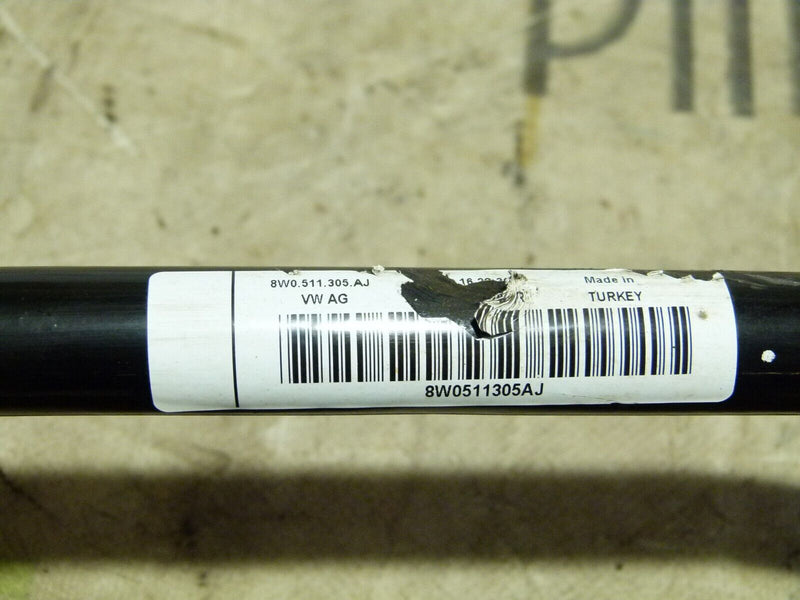 8W0.511.305.AJ
VW AG
Made in
TURKEY
8W0511305AJ